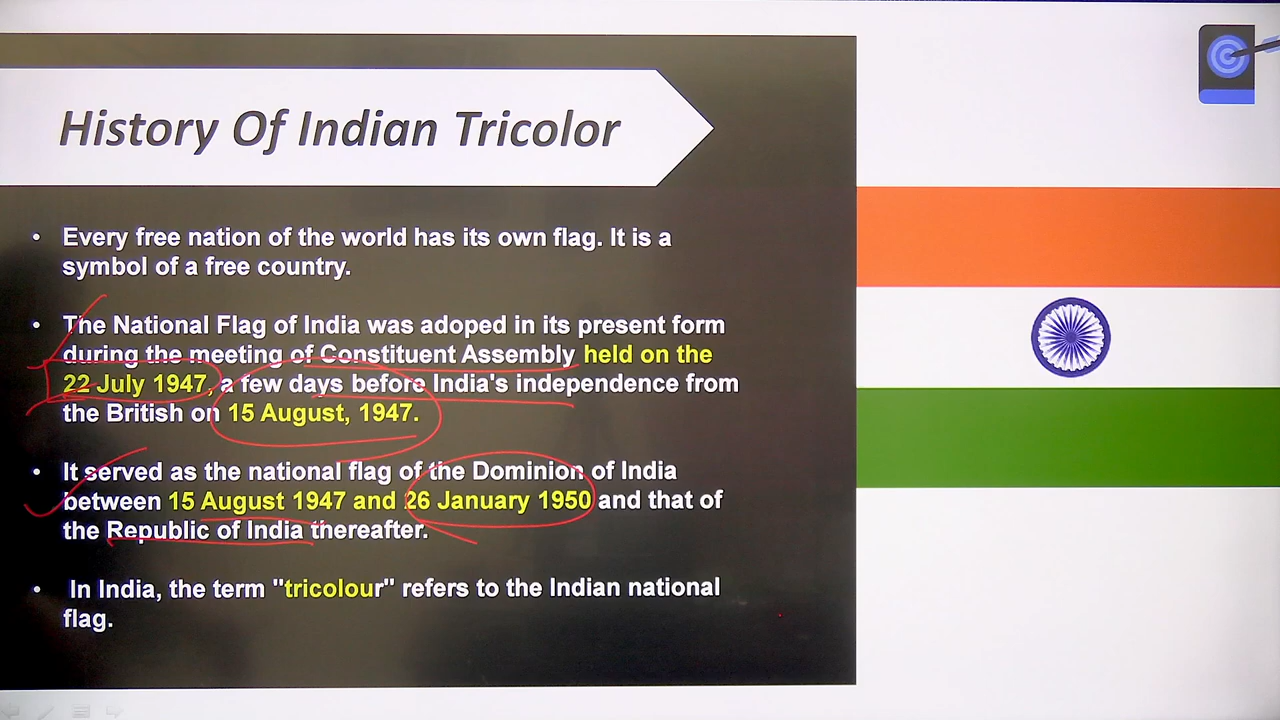 History Of Indian Tricolor
• Every free nation of the world has its own flag. It is a
symbol of a free country.
• The National Flag of India was adoped in its present form
during the meeting of Constituent Assembly held on the
22 July 1947, a few days before India's independence from
the British on 15 August, 1947.
• It served as the national flag of the Dominion of India
between 15 August 1947 and 26 January 1950 and that of
the Republic of India thereafter.
• In India, the term "tricolour" refers to the Indian national
flag.